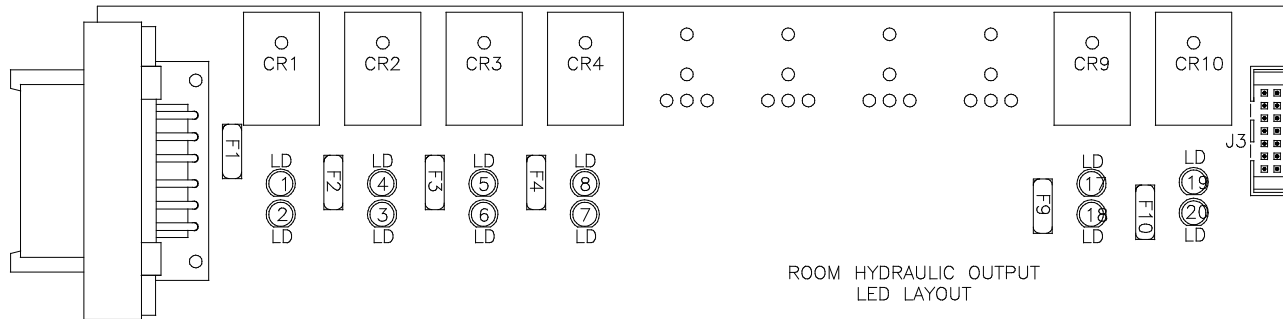 CR1
CR2
CR3
CR4
CR9
CR10
J3
F1
LD
1
2
LD
F2
LD
4
3
LD
F3
LD
5
6
LD
F4
LD
8
7
LD
F9
LD
17
18
LD
F10
LD
19
20
LD
ROOM HYDRAULIC OUTPUT
LED LAYOUT